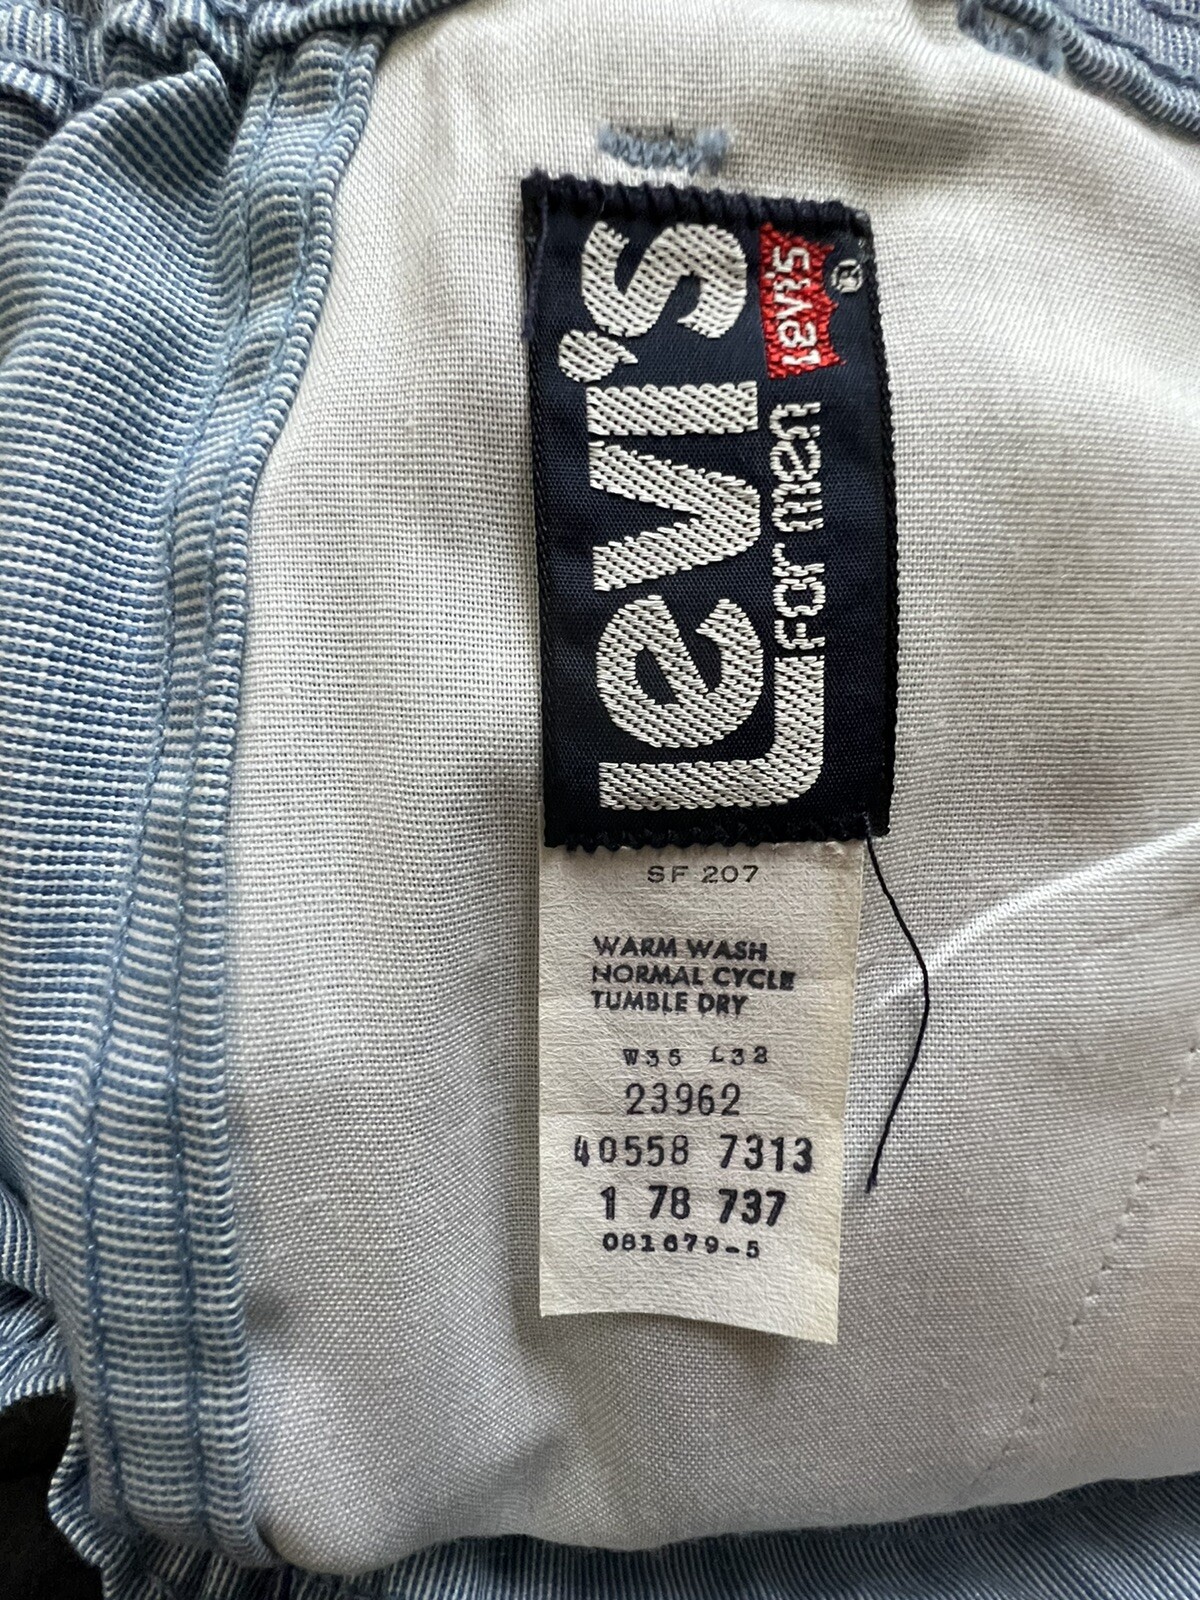 Levi's
For men
Levi's ®
SF 207
WARM WASH
NORMAL CYCLE
TUMBLE DRY
W36 L32
23962
40558 7313
1 78 737
081679-5